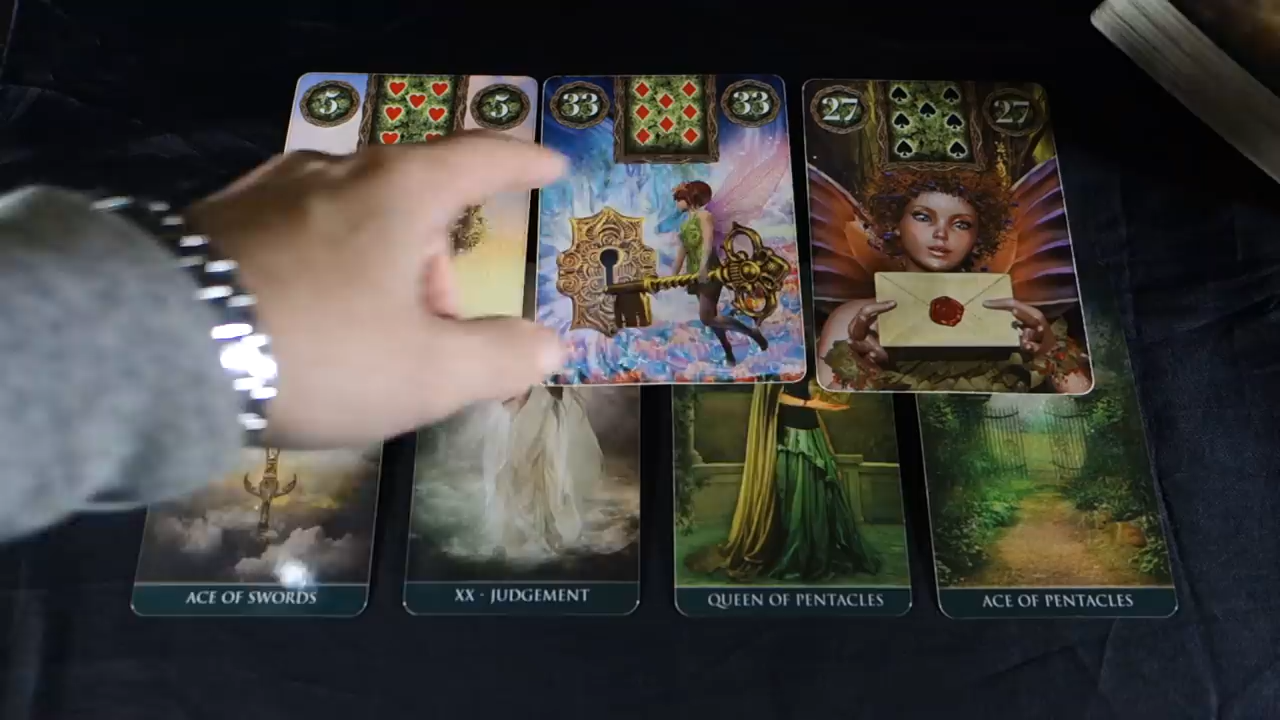 5 5
33 33
27 27
ACE OF SWORDS
XX · JUDGEMENT
QUEEN OF PENTACLES
ACE OF PENTACLES